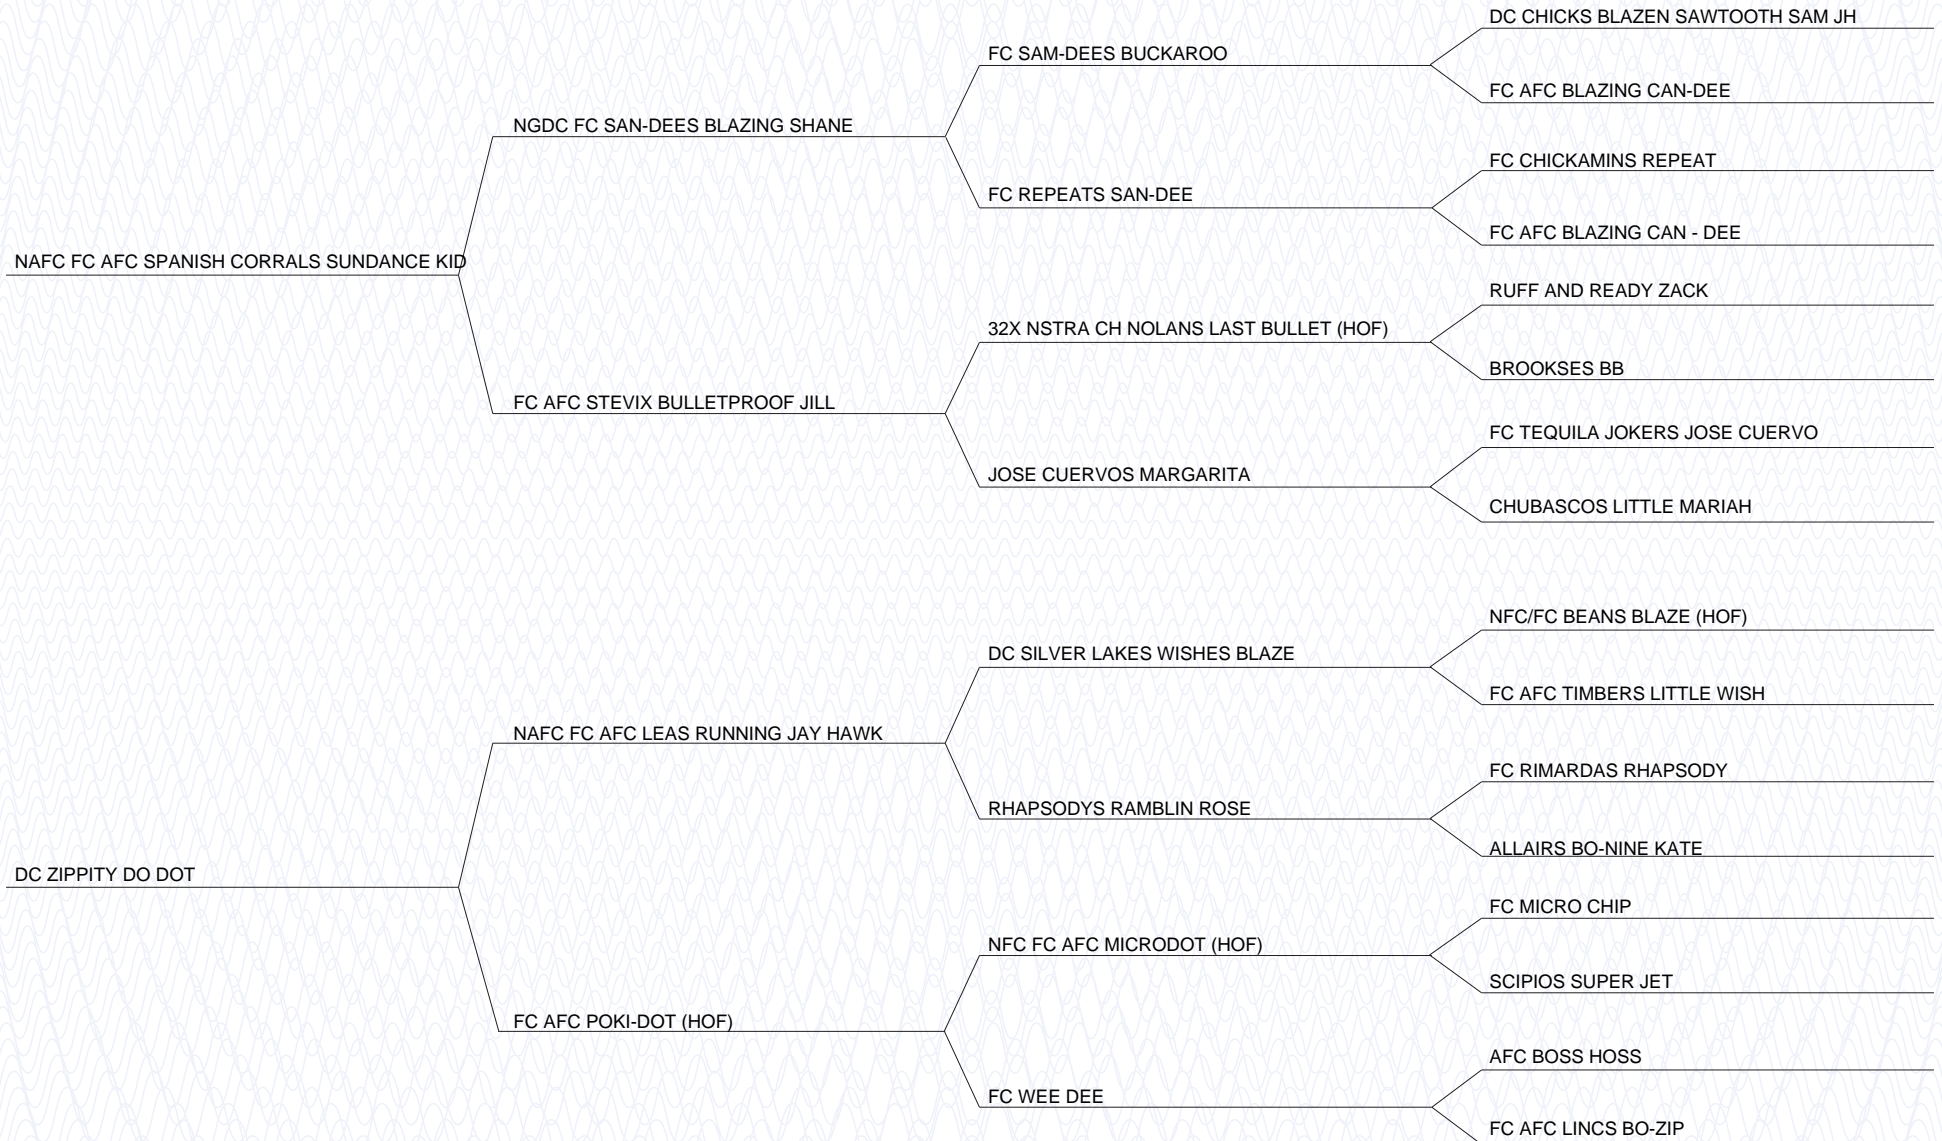 DC CHICKS BLAZEN SAWTOOTH SAM JH
FC SAM-DEES BUCKAROO
FC AFC BLAZING CAN-DEE
NGDC FC SAN-DEES BLAZING SHANE
FC CHICKAMINS REPEAT
FC REPEATS SAN-DEE
FC AFC BLAZING CAN - DEE
NAFC FC AFC SPANISH CORRALS SUNDANCE KID
RUFF AND READY ZACK
32X NSTRA CH NOLANS LAST BULLET (HOF)
BROOKSES BB
FC AFC STEVIX BULLETPROOF JILL
FC TEQUILA JOKERS JOSE CUERVO
JOSE CUERVOS MARGARITA
CHUBASCOS LITTLE MARIAH
NFC/FC BEANS BLAZE (HOF)
DC SILVER LAKES WISHES BLAZE
FC AFC TIMBERS LITTLE WISH
NAFC FC AFC LEAS RUNNING JAY HAWK
FC RIMARDAS RHAPSODY
RHAPSODYS RAMBLIN ROSE
ALLAIRS BO-NINE KATE
DC ZIPPITY DO DOT
FC MICRO CHIP
NFC FC AFC MICRODOT (HOF)
SCIPIOS SUPER JET
FC AFC POKI-DOT (HOF)
AFC BOSS HOSS
FC WEE DEE
FC AFC LINCS BO-ZIP